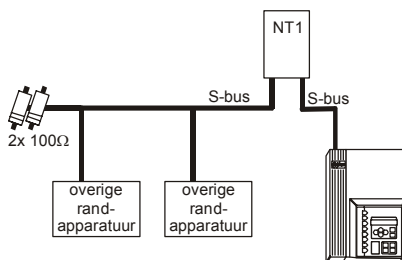 NT1
S-bus
S-bus
2x 100Ω
overige
rand-
apparatuur
overige
rand-
apparatuur